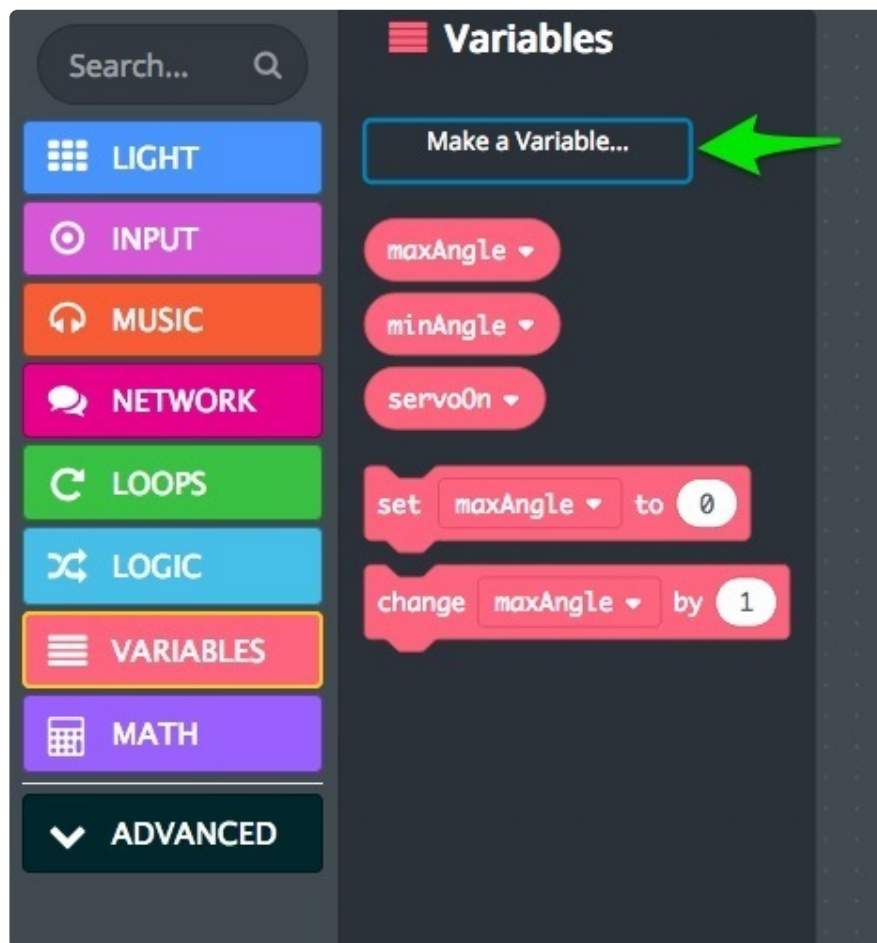 Search...
LIGHT
INPUT
MUSIC
NETWORK
LOOPS
LOGIC
VARIABLES
MATH
ADVANCED
Variables
Make a Variable...
maxAngle
minAngle
servoOn
set maxAngle to 0
change maxAngle by 1